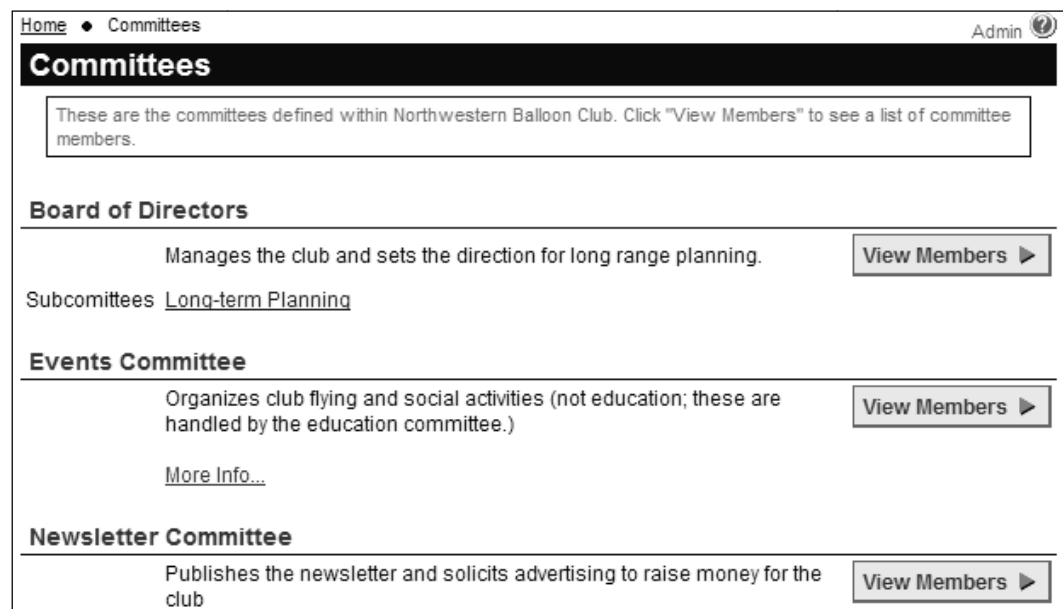 Home ● Committees
Admin ?
Committees
These are the committees defined within Northwestern Balloon Club. Click "View Members" to see a list of committee
members.
Board of Directors
Manages the club and sets the direction for long range planning.
View Members ▶
Subcomittees Long-term Planning
Events Committee
Organizes club flying and social activities (not education; these are
handled by the education committee.)
View Members ▶
More Info...
Newsletter Committee
Publishes the newsletter and solicits advertising to raise money for the
club
View Members ▶